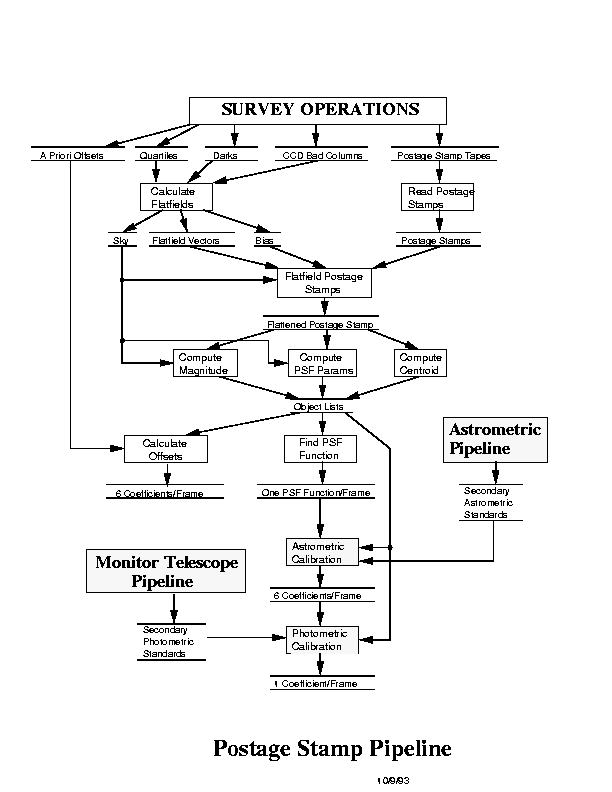 SURVEY OPERATIONS
A Priori Offsets
Quartiles
Darks
CCD Bad Columns
Postage Stamp Tapes
Calculate
Flatfields
Read Postage
Stamps
Sky
Flatfield Vectors
Bias
Postage Stamps
Flatfield Postage
Stamps
Flattened Postage Stamp
Compute
Magnitude
Compute
PSF Params
Compute
Centroid
Object Lists
Calculate
Offsets
Find PSF
Function
Astrometric
Pipeline
6 Coefficients/Frame
One PSF Function/Frame
Secondary
Astrometric
Standards
Astrometric
Calibration
Monitor Telescope
Pipeline
6 Coefficients/Frame
Secondary
Photometric
Standards
Photometric
Calibration
1 Coefficient/Frame
Postage Stamp Pipeline
10/9/93